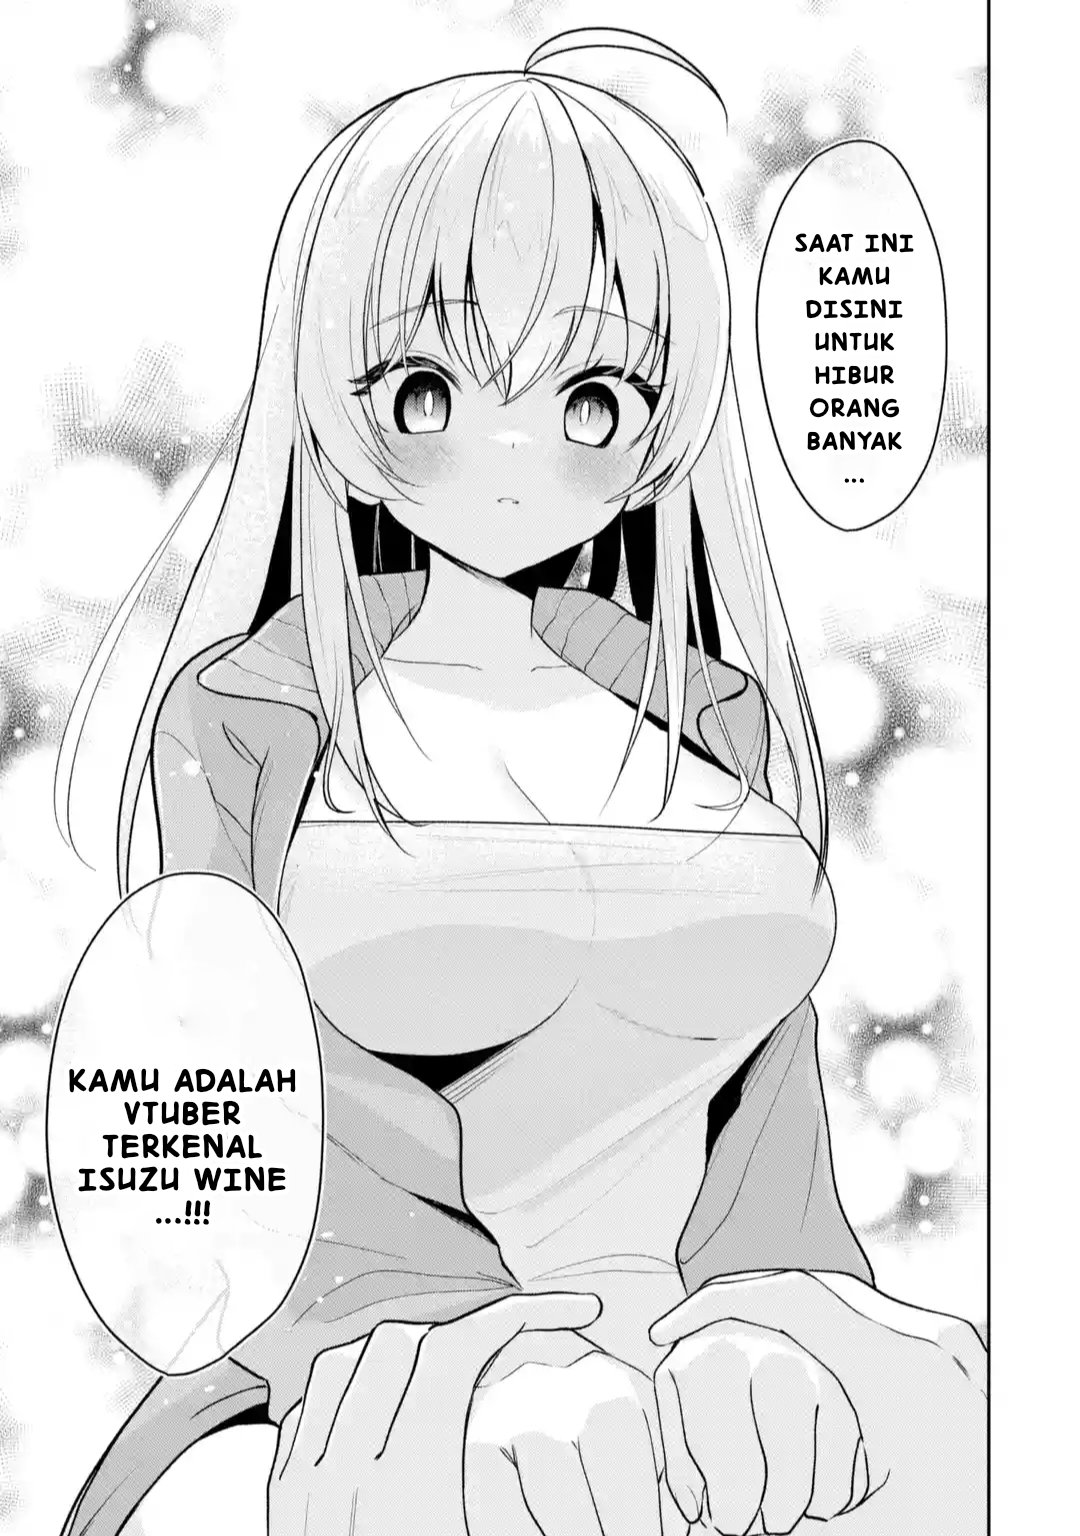 SAAT INI
KAMU
DISINI
UNTUK
HIBUR
ORANG
BANYAK
...
KAMU ADALAH
VTUBER
TERKENAL
ISUZU WINE
...!!!